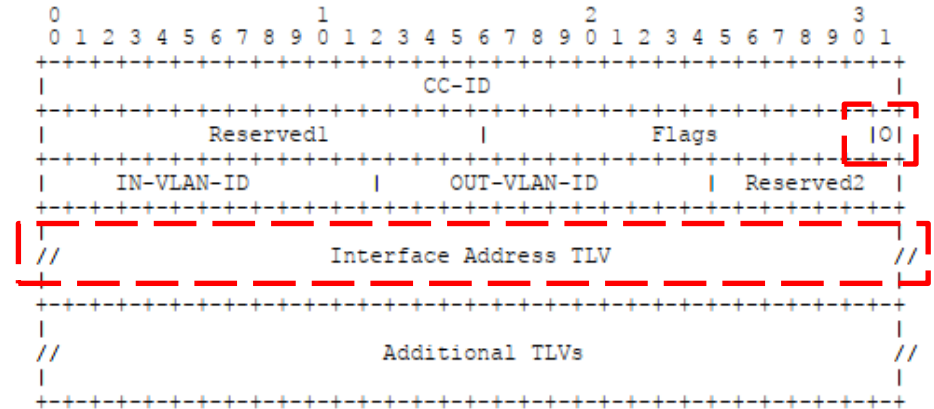 0                   1                   2                   3
 0 1 2 3 4 5 6 7 8 9 0 1 2 3 4 5 6 7 8 9 0 1 2 3 4 5 6 7 8 9 0 1
+-+-+-+-+-+-+-+-+-+-+-+-+-+-+-+-+-+-+-+-+-+-+-+-+-+-+-+-+-+-+-+-+
|                            CC-ID                              |
+-+-+-+-+-+-+-+-+-+-+-+-+-+-+-+-+-+-+-+-+-+-+-+-+-+-+-+-+-+-+-+-+
|            Reserved1           |            Flags           |O|
+-+-+-+-+-+-+-+-+-+-+-+-+-+-+-+-+-+-+-+-+-+-+-+-+-+-+-+-+-+-+-+-+
|     IN-VLAN-ID         |     OUT-VLAN-ID        |  Reserved2  |
+-+-+-+-+-+-+-+-+-+-+-+-+-+-+-+-+-+-+-+-+-+-+-+-+-+-+-+-+-+-+-+-+
|                                                               |
//                    Interface Address TLV                     //
|                                                               |
+-+-+-+-+-+-+-+-+-+-+-+-+-+-+-+-+-+-+-+-+-+-+-+-+-+-+-+-+-+-+-+-+
|                                                               |
//                        Additional TLVs                       //
|                                                               |
+-+-+-+-+-+-+-+-+-+-+-+-+-+-+-+-+-+-+-+-+-+-+-+-+-+-+-+-+-+-+-+-+